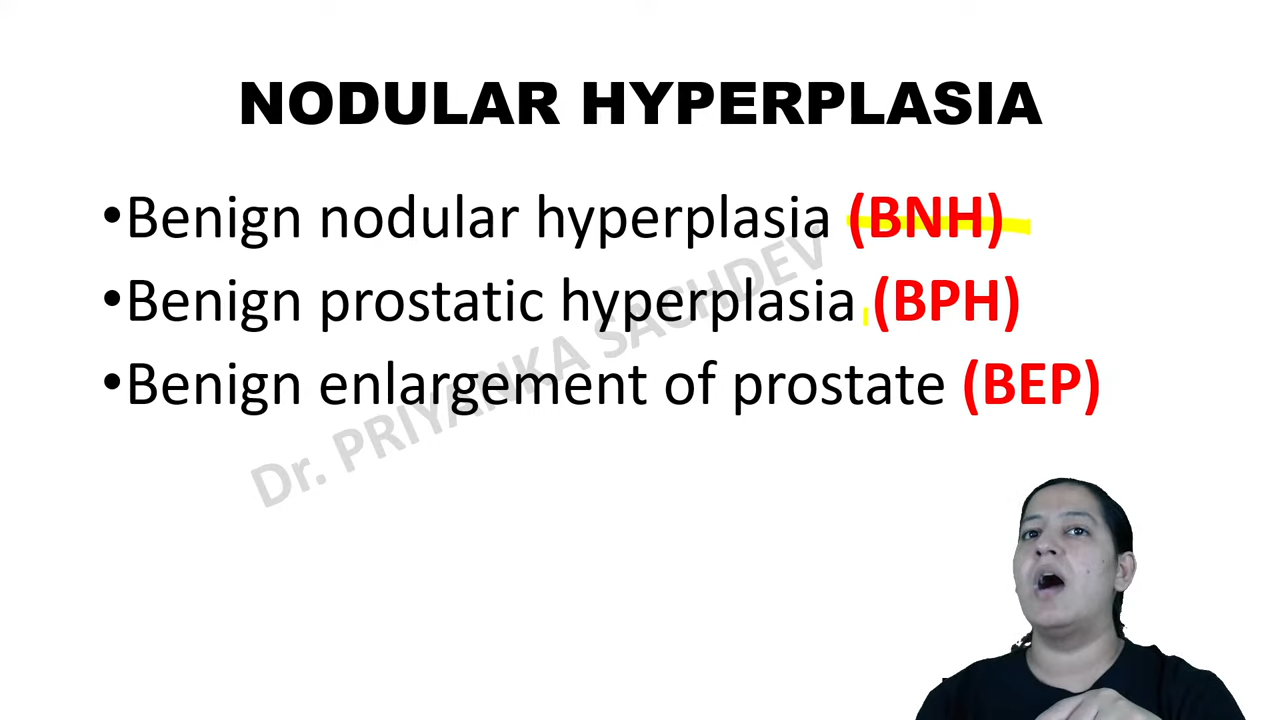 NODULAR HYPERPLASIA
•Benign nodular hyperplasia (BNH)
•Benign prostatic hyperplasia (BPH)
•Benign enlargement of prostate (BEP)
Dr. PRIYANKA SACHDEV